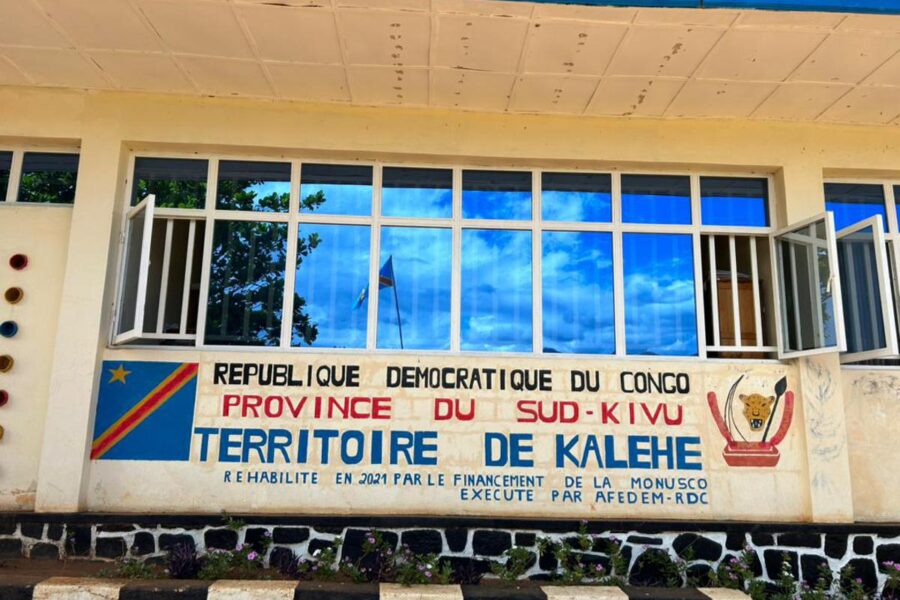 REPUBLIQUE DEMOCRATIQUE DU CONGO
PROVINCE DU SUD-KIVU
TERRITOIRE DE KALEHE
REHABILITE EN 2021 PAR LE FINANCEMENT DE LA MONUSCO
EXECUTE PAR AFEDEM-RDC